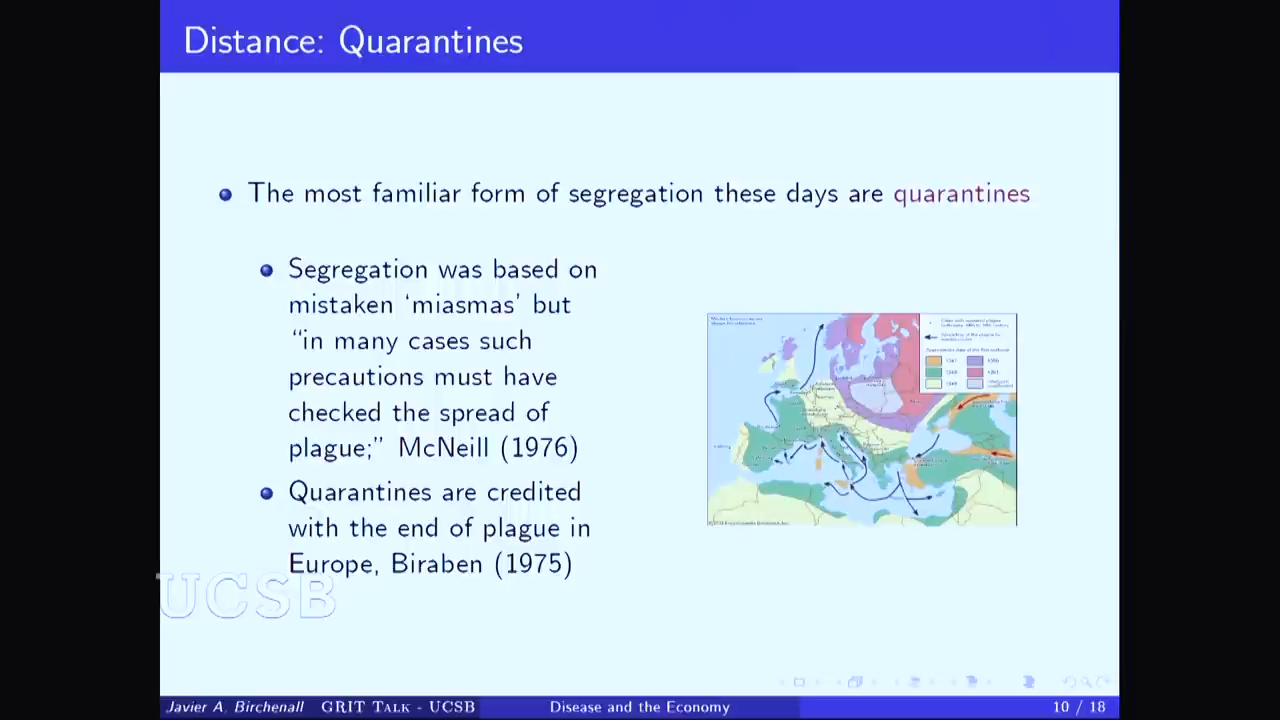 Distance: Quarantines
The most familiar form of segregation these days are quarantines
Segregation was based on
mistaken ‘miasmas’ but
“in many cases such
precautions must have
checked the spread of
plague;” McNeill (1976)
Quarantines are credited
with the end of plague in
Europe, Biraben (1975)
UCSB
Javier A. Birchenall GRIT Talk - UCSB Disease and the Economy 10 / 18